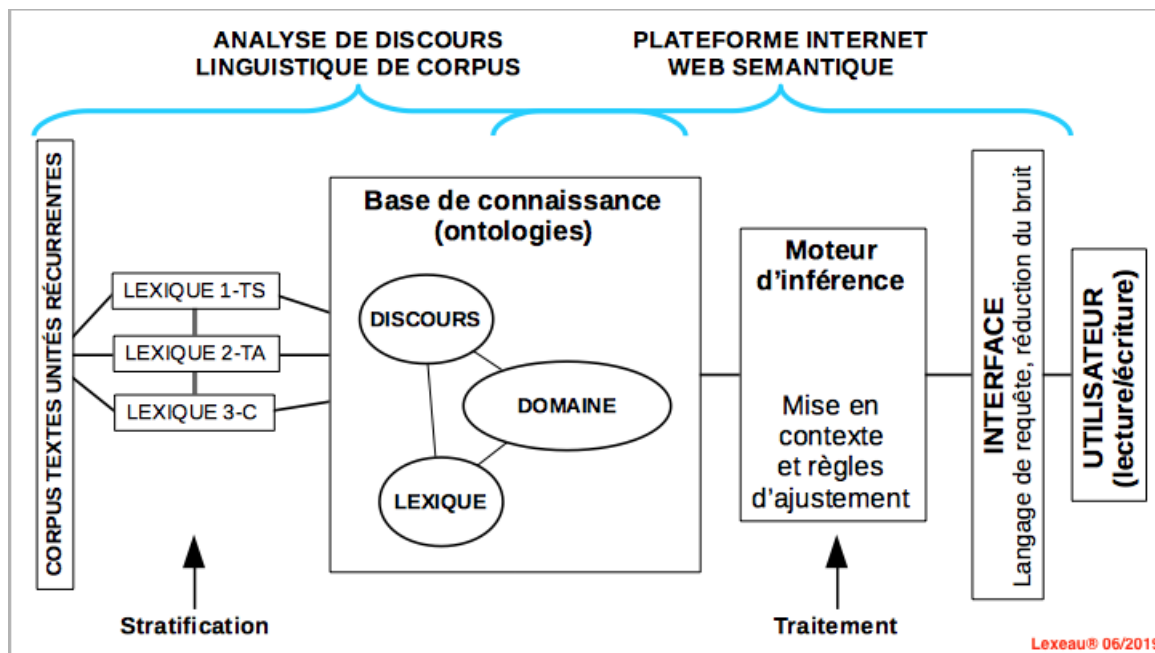 ANALYSE DE DISCOURS
LINGUISTIQUE DE CORPUS
PLATEFORME INTERNET
WEB SEMANTIQUE
CORPUS TEXTES UNITÉS RÉCURRENTES
LEXIQUE 1-TS
LEXIQUE 2-TA
LEXIQUE 3-C
Base de connaissance
(ontologies)
DISCOURS
DOMAINE
LEXIQUE
Moteur
d’inférence
Mise en
contexte
et règles
d’ajustement
INTERFACE
Langage de requête, réduction du bruit
UTILISATEUR
(lecture/écriture)
Stratification
Traitement
Lexeau® 06/2019